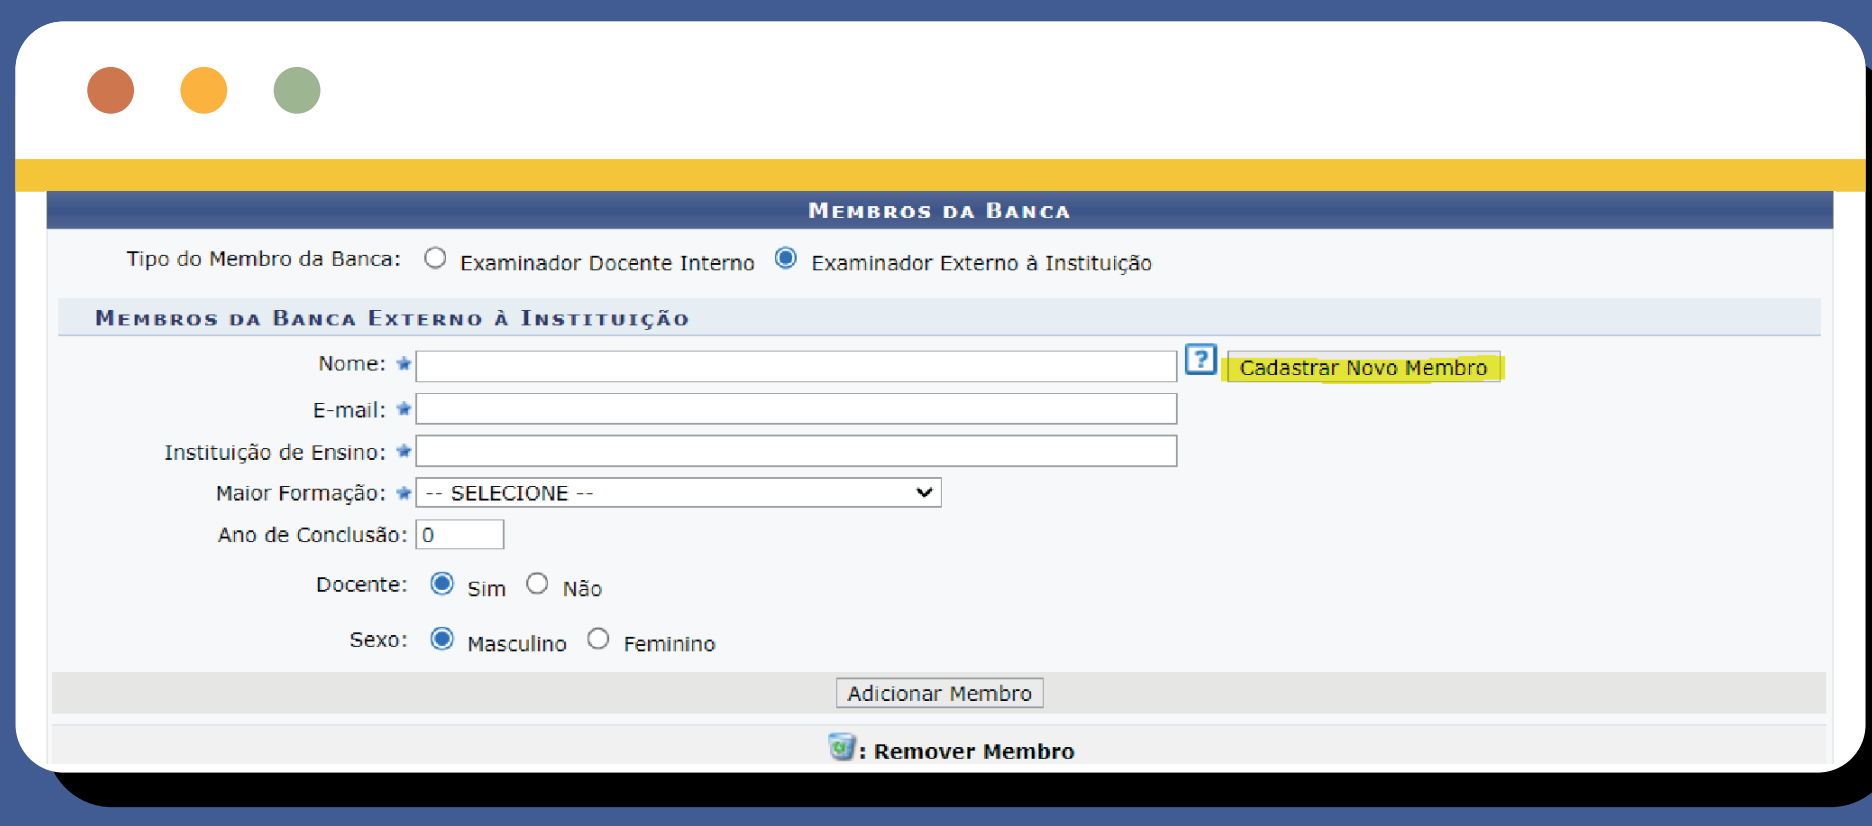 Membros da Banca
Tipo do Membro da Banca: Examinador Docente Interno Examinador Externo à Instituição
Membros da Banca Externo à Instituição
Nome: ? Cadastrar Novo Membro
E-mail:
Instituição de Ensino:
Maior Formação: -- SELECIONE --
Ano de Conclusão: 0
Docente: Sim Não
Sexo: Masculino Feminino
Adicionar Membro
: Remover Membro